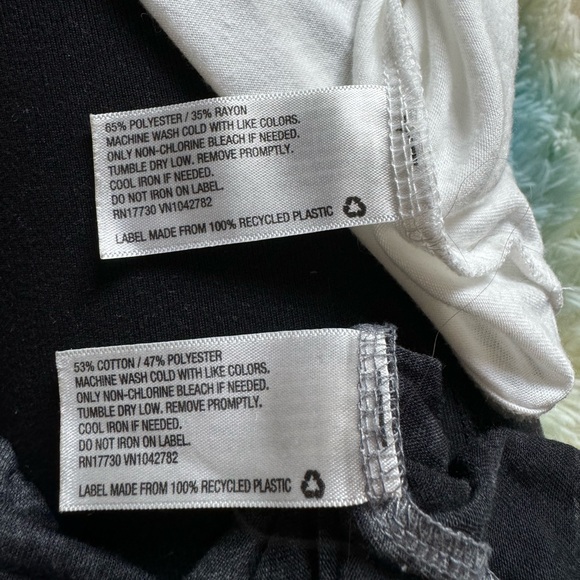 65% POLYESTER / 35% RAYON
MACHINE WASH COLD WITH LIKE COLORS.
ONLY NON-CHLORINE BLEACH IF NEEDED.
TUMBLE DRY LOW. REMOVE PROMPTLY.
COOL IRON IF NEEDED.
DO NOT IRON ON LABEL.
RN17730 VN1042782
LABEL MADE FROM 100% RECYCLED PLASTIC
53% COTTON / 47% POLYESTER
MACHINE WASH COLD WITH LIKE COLORS.
ONLY NON-CHLORINE BLEACH IF NEEDED.
TUMBLE DRY LOW. REMOVE PROMPTLY.
COOL IRON IF NEEDED.
DO NOT IRON ON LABEL.
RN17730 VN1042782
LABEL MADE FROM 100% RECYCLED PLASTIC